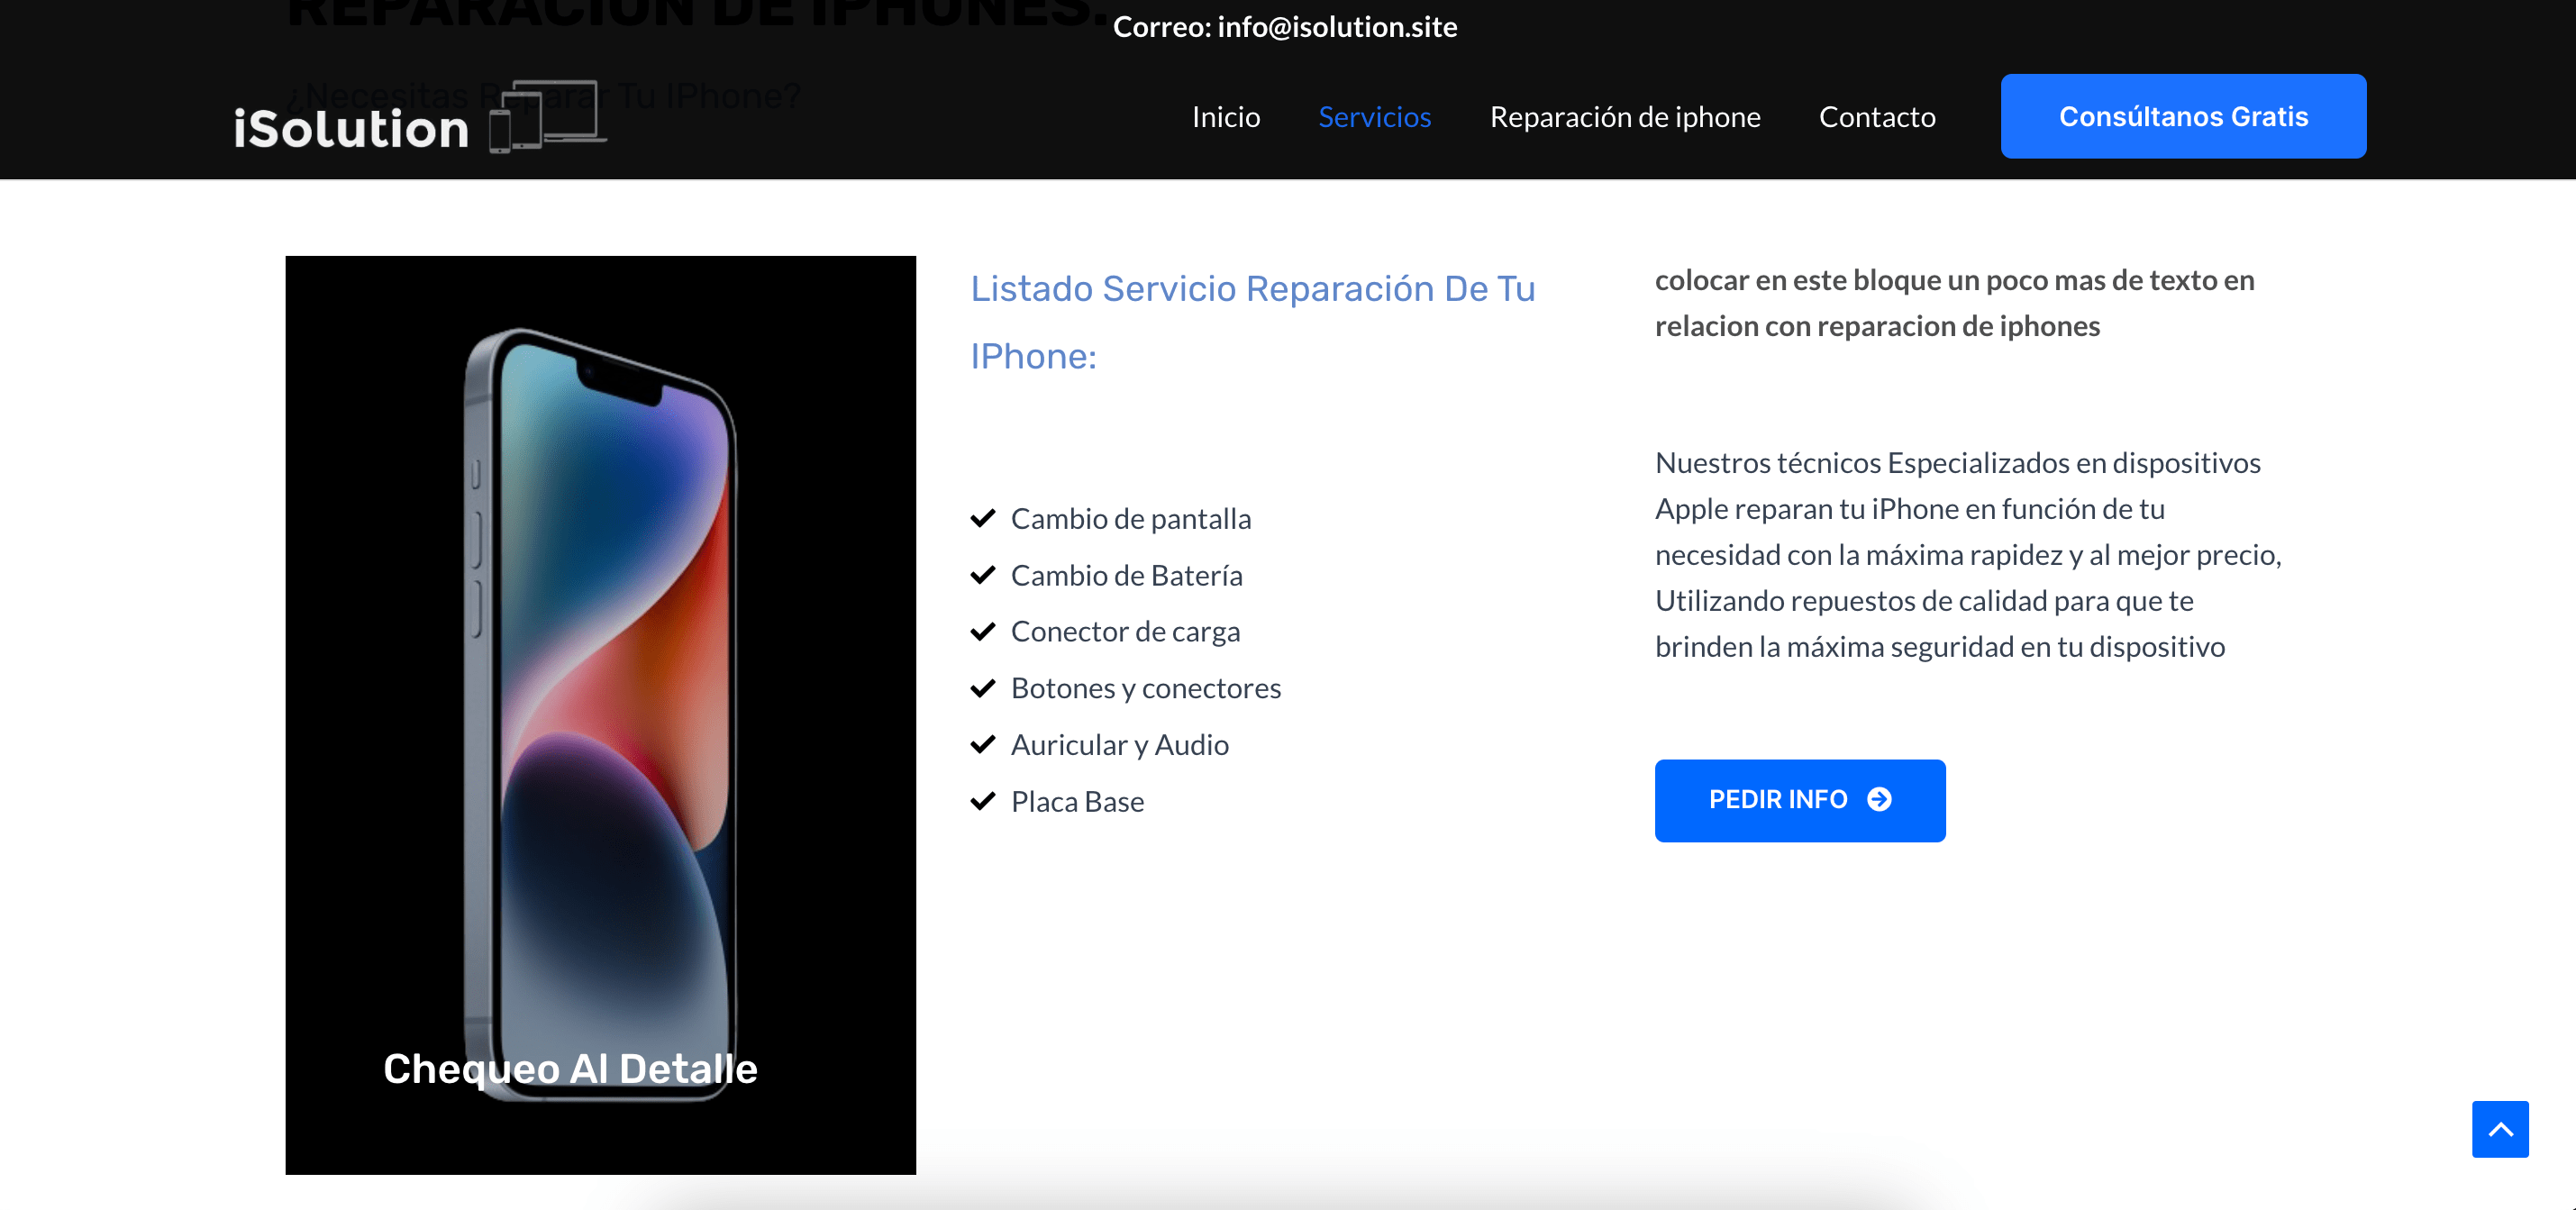 REPARACIÓN DE IPHONES.
Correo: info@isolution.site
¿Necesitas Reparar Tu IPhone?
iSolution
Inicio
Servicios
Reparación de iphone
Contacto
Consúltanos Gratis
Listado Servicio Reparación De Tu
IPhone:
Cambio de pantalla
Cambio de Batería
Conector de carga
Botones y conectores
Auricular y Audio
Placa Base
colocar en este bloque un poco mas de texto en
relacion con reparacion de iphones
Nuestros técnicos Especializados en dispositivos
Apple reparan tu iPhone en función de tu
necesidad con la máxima rapidez y al mejor precio,
Utilizando repuestos de calidad para que te
brinden la máxima seguridad en tu dispositivo
PEDIR INFO
Chequeo Al Detalle